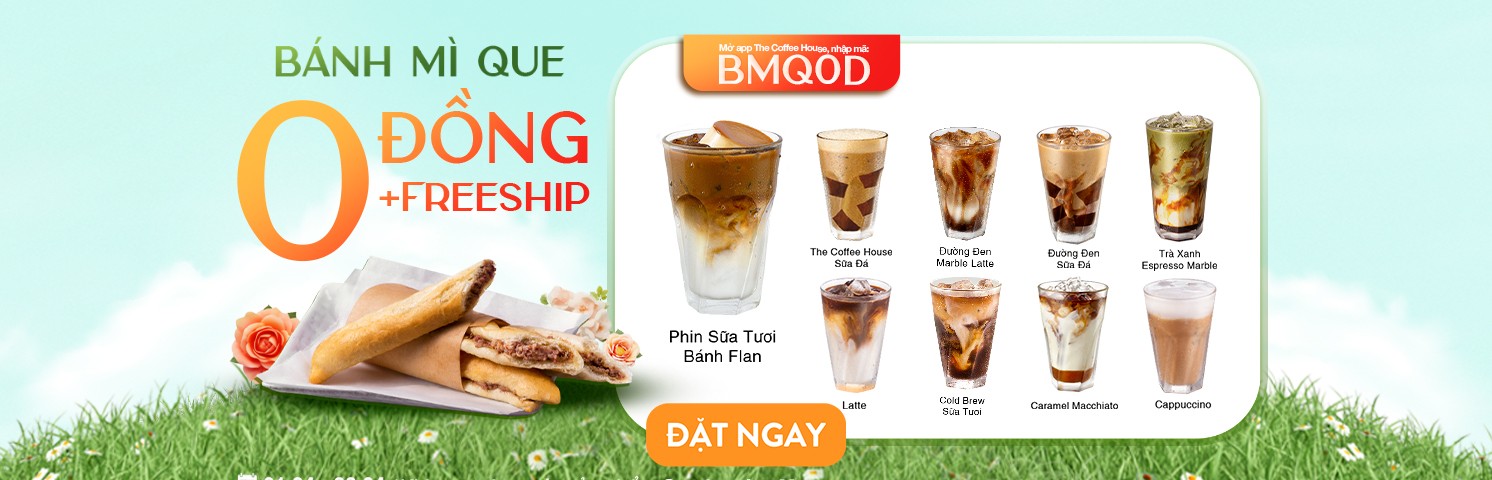 BÁNH MÌ QUE
0 ĐỒNG
+FREESHIP
Mở app The Coffee House, nhập mã:
BMQ0D
Phin Sữa Tươi
Bánh Flan
The Coffee House
Sữa Đá
Đường Đen
Marble Latte
Đường Đen
Sữa Đá
Trà Xanh
Espresso Marble
Latte
Cold Brew
Sữa Tươi
Caramel Macchiato
Cappuccino
ĐẶT NGAY